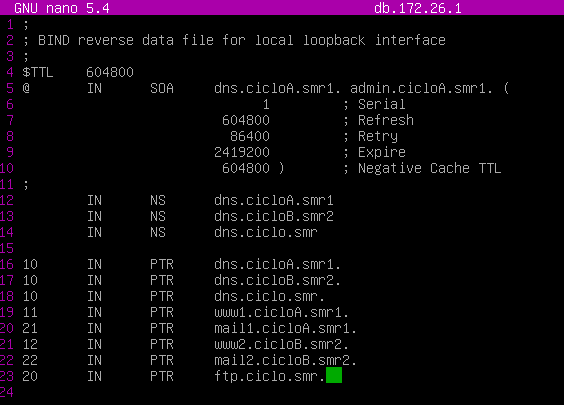 GNU nano 5.4 db.172.26.1
1 ;
2 ; BIND reverse data file for local loopback interface
3 ;
4 $TTL 604800
5 @ IN SOA dns.cicloA.smr1. admin.cicloA.smr1. (
6 1 ; Serial
7 604800 ; Refresh
8 86400 ; Retry
9 2419200 ; Expire
10 604800 ) ; Negative Cache TTL
11 ;
12 IN NS dns.cicloA.smr1
13 IN NS dns.cicloB.smr2
14 IN NS dns.ciclo.smr
15
16 10 IN PTR dns.cicloA.smr1.
17 10 IN PTR dns.cicloB.smr2.
18 10 IN PTR dns.ciclo.smr.
19 11 IN PTR www1.cicloA.smr1.
20 21 IN PTR mail1.cicloA.smr1.
21 12 IN PTR www2.cicloB.smr2.
22 22 IN PTR mail2.cicloB.smr2.
23 20 IN PTR ftp.ciclo.smr.
24